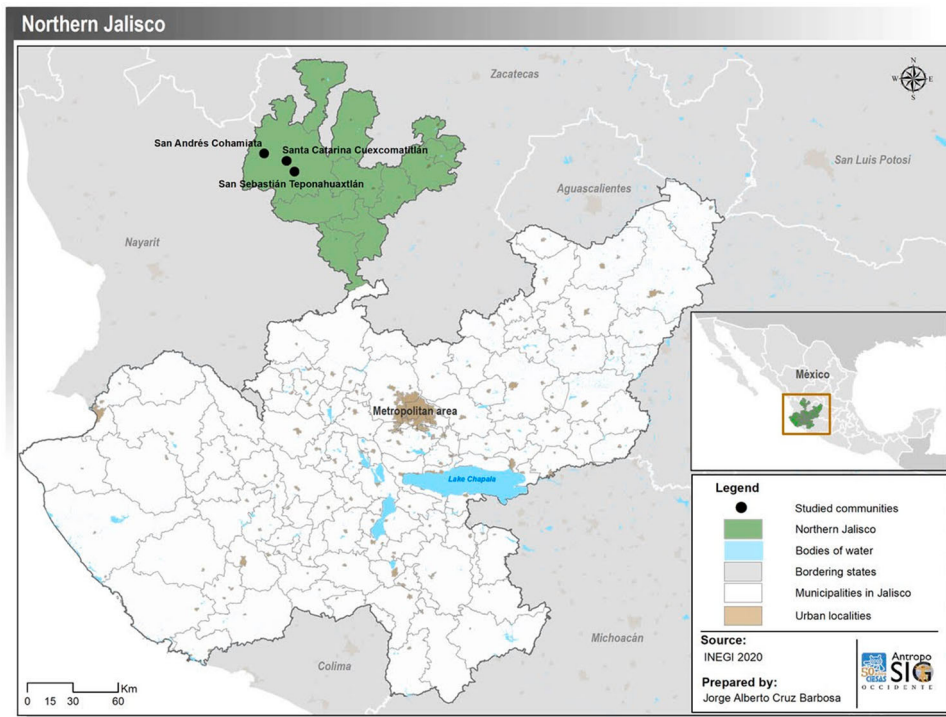 Northern Jalisco
N
W E
S
Zacatecas
San Andrés Cohamiata
Santa Catarina Cuexcomatitlán
San Sebastián Teponahuaxtlán
San Luis Potosí
Aguascalientes
Nayarit
Metropolitan area
Lake Chapala
Michoacán
Colima
0 15 30 60 Km
México
Legend
Studied communities
Northern Jalisco
Bodies of water
Bordering states
Municipalities in Jalisco
Urban localities
Source:
INEGI 2020
Prepared by:
Jorge Alberto Cruz Barbosa
50
CIESAS
Antropo
SIG
OCCIDENTE